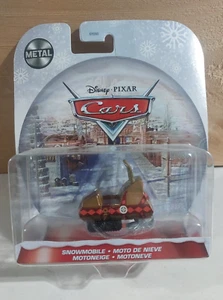 METAL
Disney · PIXAR
Cars
SNOWMOBILE • MOTO DE NIEVE
MOTONEIGE • MOTONEVE